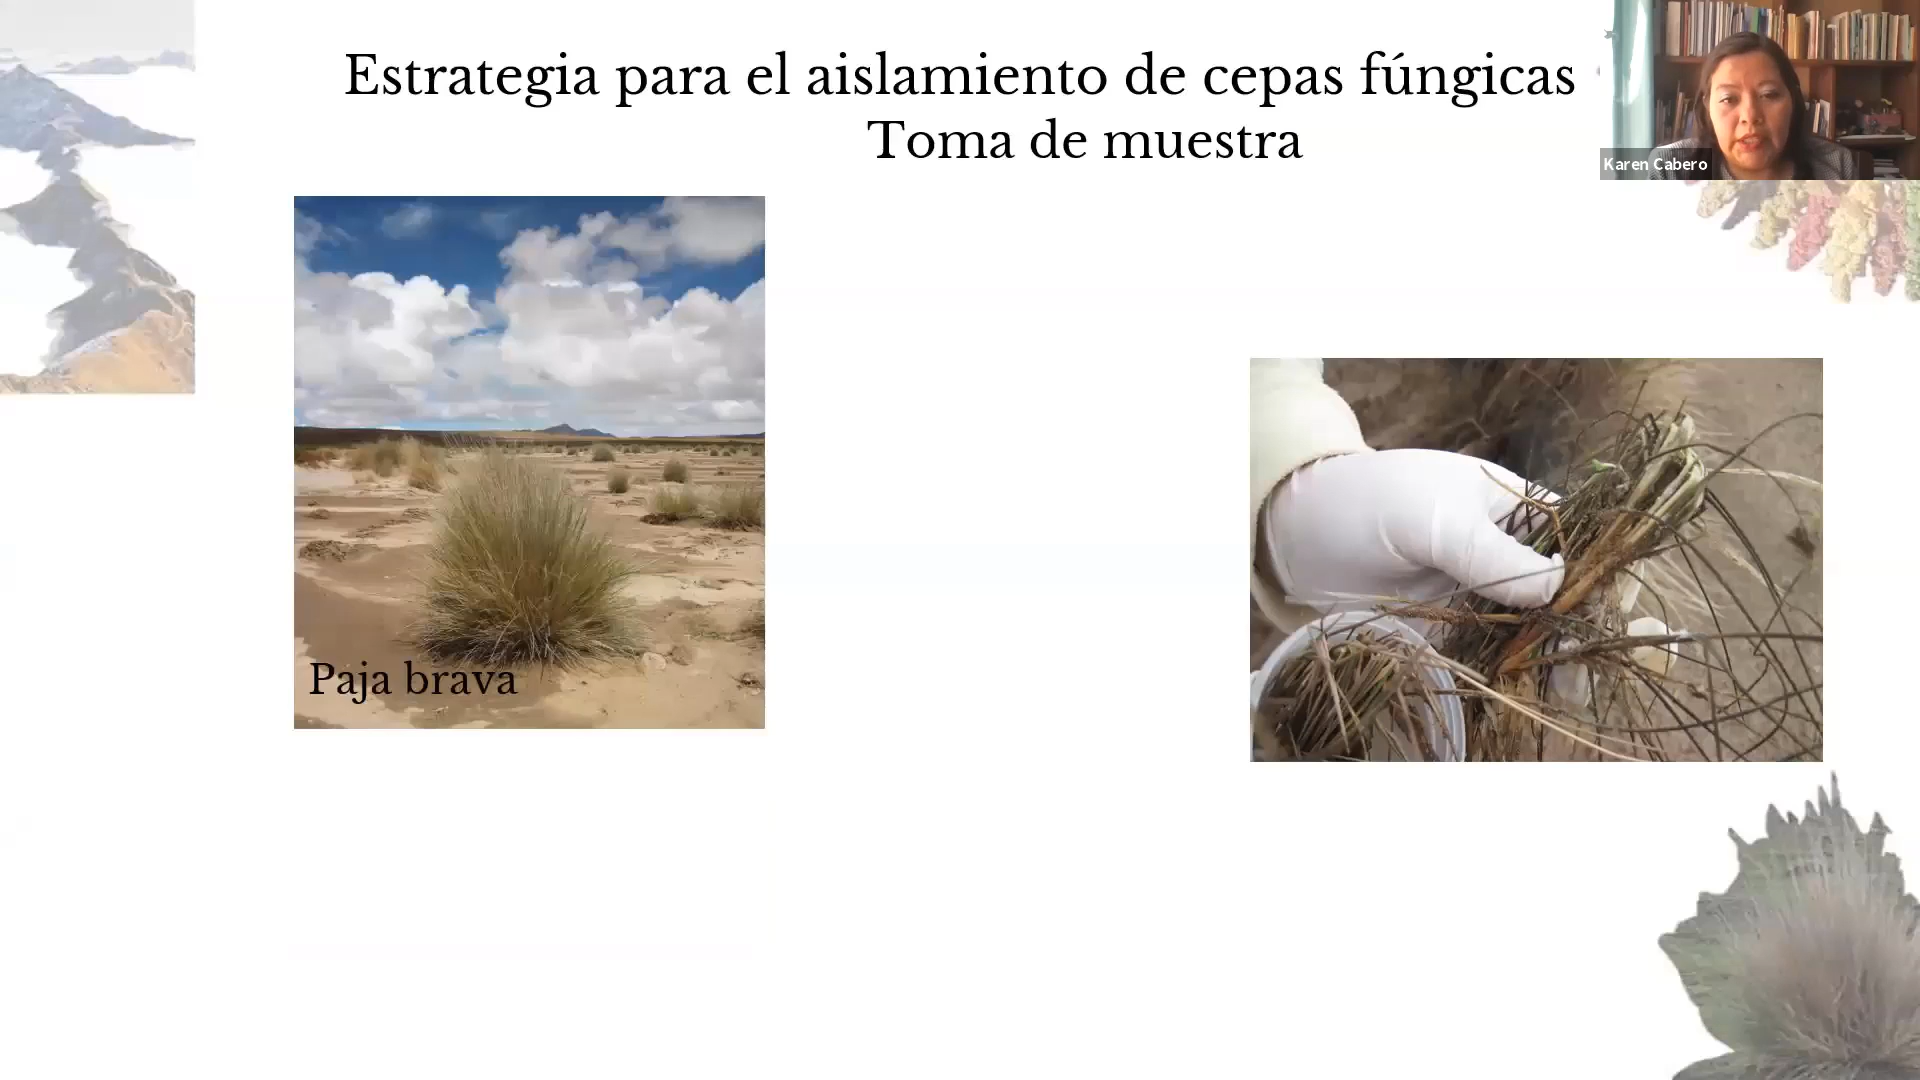 Estrategia para el aislamiento de cepas fúngicas
Toma de muestra
Karen Cabero
Paja brava